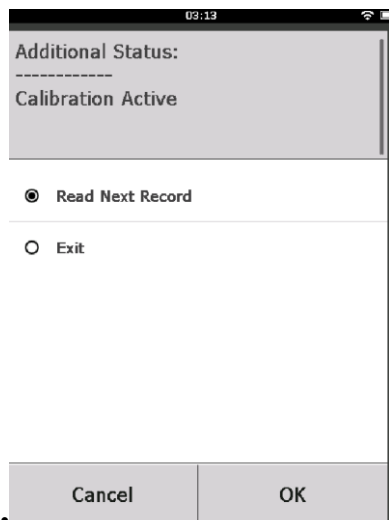 03:13
Additional Status:
------------
Calibration Active
Read Next Record
Exit
Cancel
OK